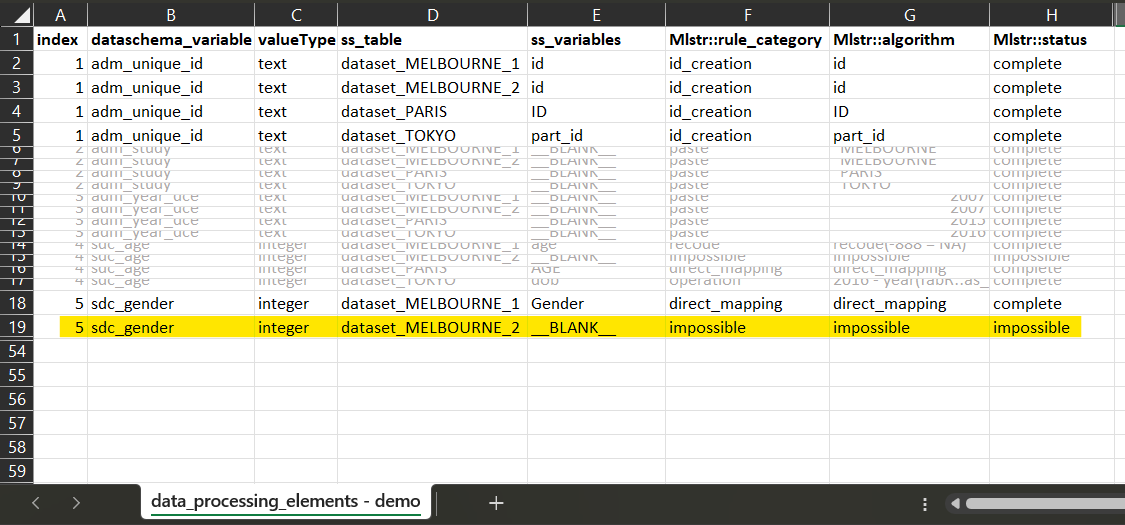 A B C D E F G H
1 index dataschema_variable valueType ss_table ss_variables Mlstr::rule_category Mlstr::algorithm Mlstr::status
2 1 adm_unique_id text dataset_MELBOURNE_1 id id_creation id complete
3 1 adm_unique_id text dataset_MELBOURNE_2 id id_creation id complete
4 1 adm_unique_id text dataset_PARIS ID id_creation ID complete
5 1 adm_unique_id text dataset_TOKYO part_id id_creation part_id complete
6 2 adm_study text dataset_MELBOURNE_1 __BLANK__ paste 'MELBOURNE' complete
7 2 adm_study text dataset_MELBOURNE_2 __BLANK__ paste 'MELBOURNE' complete
8 2 adm_study text dataset_PARIS __BLANK__ paste 'PARIS' complete
9 2 adm_study text dataset_TOKYO __BLANK__ paste 'TOKYO' complete
10 3 adm_year_dce text dataset_MELBOURNE_1 __BLANK__ paste 2007 complete
11 3 adm_year_dce text dataset_MELBOURNE_2 __BLANK__ paste 2007 complete
12 3 adm_year_dce text dataset_PARIS __BLANK__ paste 2015 complete
13 3 adm_year_dce text dataset_TOKYO __BLANK__ paste 2016 complete
14 4 sdc_age integer dataset_MELBOURNE_1 age recode recode(-888 = NA) complete
15 4 sdc_age integer dataset_MELBOURNE_2 __BLANK__ impossible impossible impossible
16 4 sdc_age integer dataset_PARIS AGE direct_mapping direct_mapping complete
17 4 sdc_age integer dataset_TOKYO dob operation 2016 - year(fabR::as_ complete
18 5 sdc_gender integer dataset_MELBOURNE_1 Gender direct_mapping direct_mapping complete
19 5 sdc_gender integer dataset_MELBOURNE_2 __BLANK__ impossible impossible impossible
54
55
56
57
58
59
data_processing_elements - demo